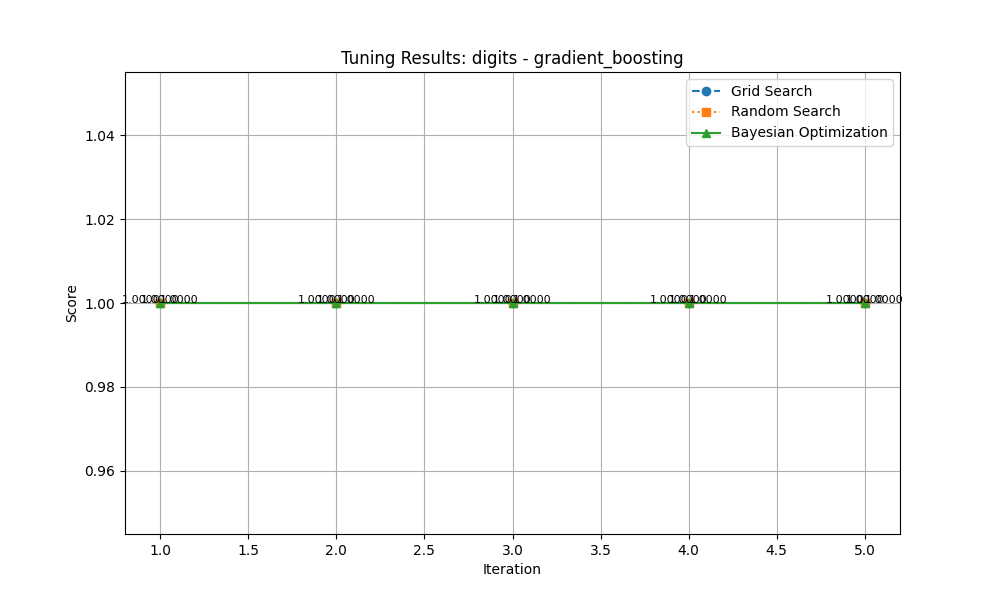 Tuning Results: digits - gradient_boosting
Grid Search
Random Search
Bayesian Optimization
Score
1.04
1.02
1.00
0.98
0.96
1.0 1.5 2.0 2.5 3.0 3.5 4.0 4.5 5.0
Iteration